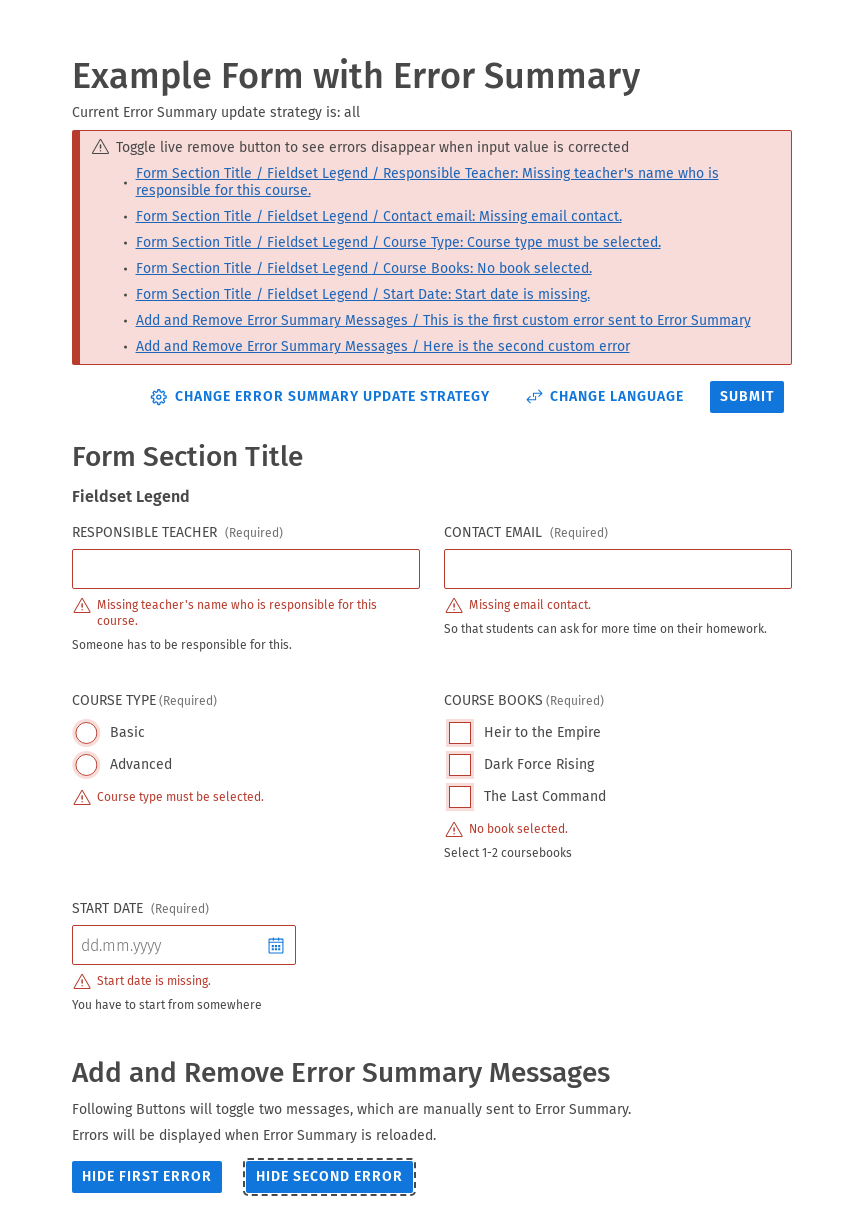 Example Form with Error Summary
Current Error Summary update strategy is: all
Toggle live remove button to see errors disappear when input value is corrected
• Form Section Title / Fieldset Legend / Responsible Teacher: Missing teacher's name who is
responsible for this course.
• Form Section Title / Fieldset Legend / Contact email: Missing email contact.
• Form Section Title / Fieldset Legend / Course Type: Course type must be selected.
• Form Section Title / Fieldset Legend / Course Books: No book selected.
• Form Section Title / Fieldset Legend / Start Date: Start date is missing.
• Add and Remove Error Summary Messages / This is the first custom error sent to Error Summary
• Add and Remove Error Summary Messages / Here is the second custom error
CHANGE ERROR SUMMARY UPDATE STRATEGY CHANGE LANGUAGE SUBMIT
Form Section Title
Fieldset Legend
RESPONSIBLE TEACHER (Required)
Missing teacher's name who is responsible for this
course.
Someone has to be responsible for this.
CONTACT EMAIL (Required)
Missing email contact.
So that students can ask for more time on their homework.
COURSE TYPE (Required)
Basic
Advanced
Course type must be selected.
COURSE BOOKS (Required)
Heir to the Empire
Dark Force Rising
The Last Command
No book selected.
Select 1-2 coursebooks
START DATE (Required)
dd.mm.yyyy
Start date is missing.
You have to start from somewhere
Add and Remove Error Summary Messages
Following Buttons will toggle two messages, which are manually sent to Error Summary.
Errors will be displayed when Error Summary is reloaded.
HIDE FIRST ERROR HIDE SECOND ERROR